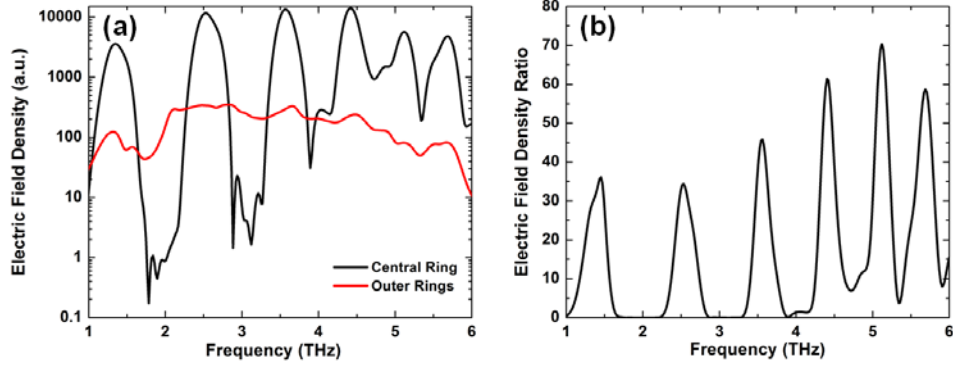 (a)
Electric Field Density (a.u.)
10000
1000
100
10
1
0.1
Central Ring
Outer Rings
1 2 3 4 5 6
Frequency (THz)
(b)
Electric Field Density Ratio
80
70
60
50
40
30
20
10
0
1 2 3 4 5 6
Frequency (THz)